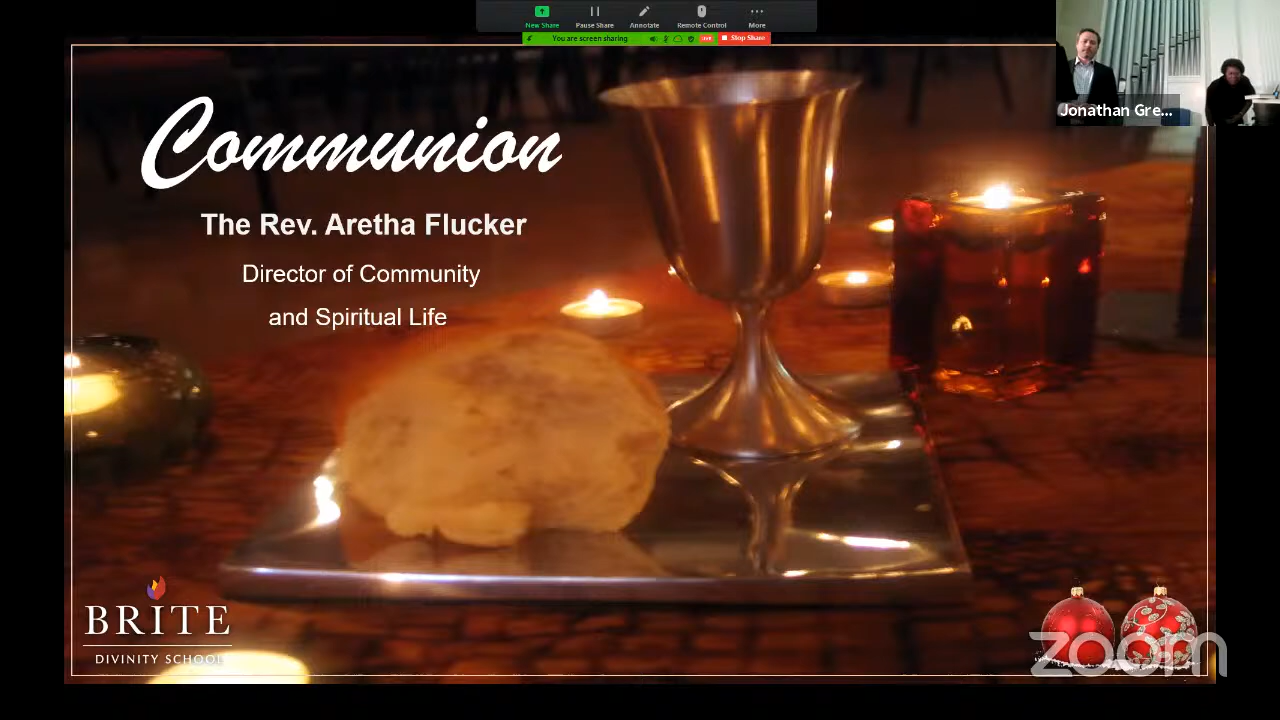 New Share
Pause Share
Annotate
Remote Control
More
You are screen sharing
LIVE
Stop Share
Jonathan Gre...
Communion
The Rev. Aretha Flucker
Director of Community
and Spiritual Life
BRITE
DIVINITY SCHOOL
zoom